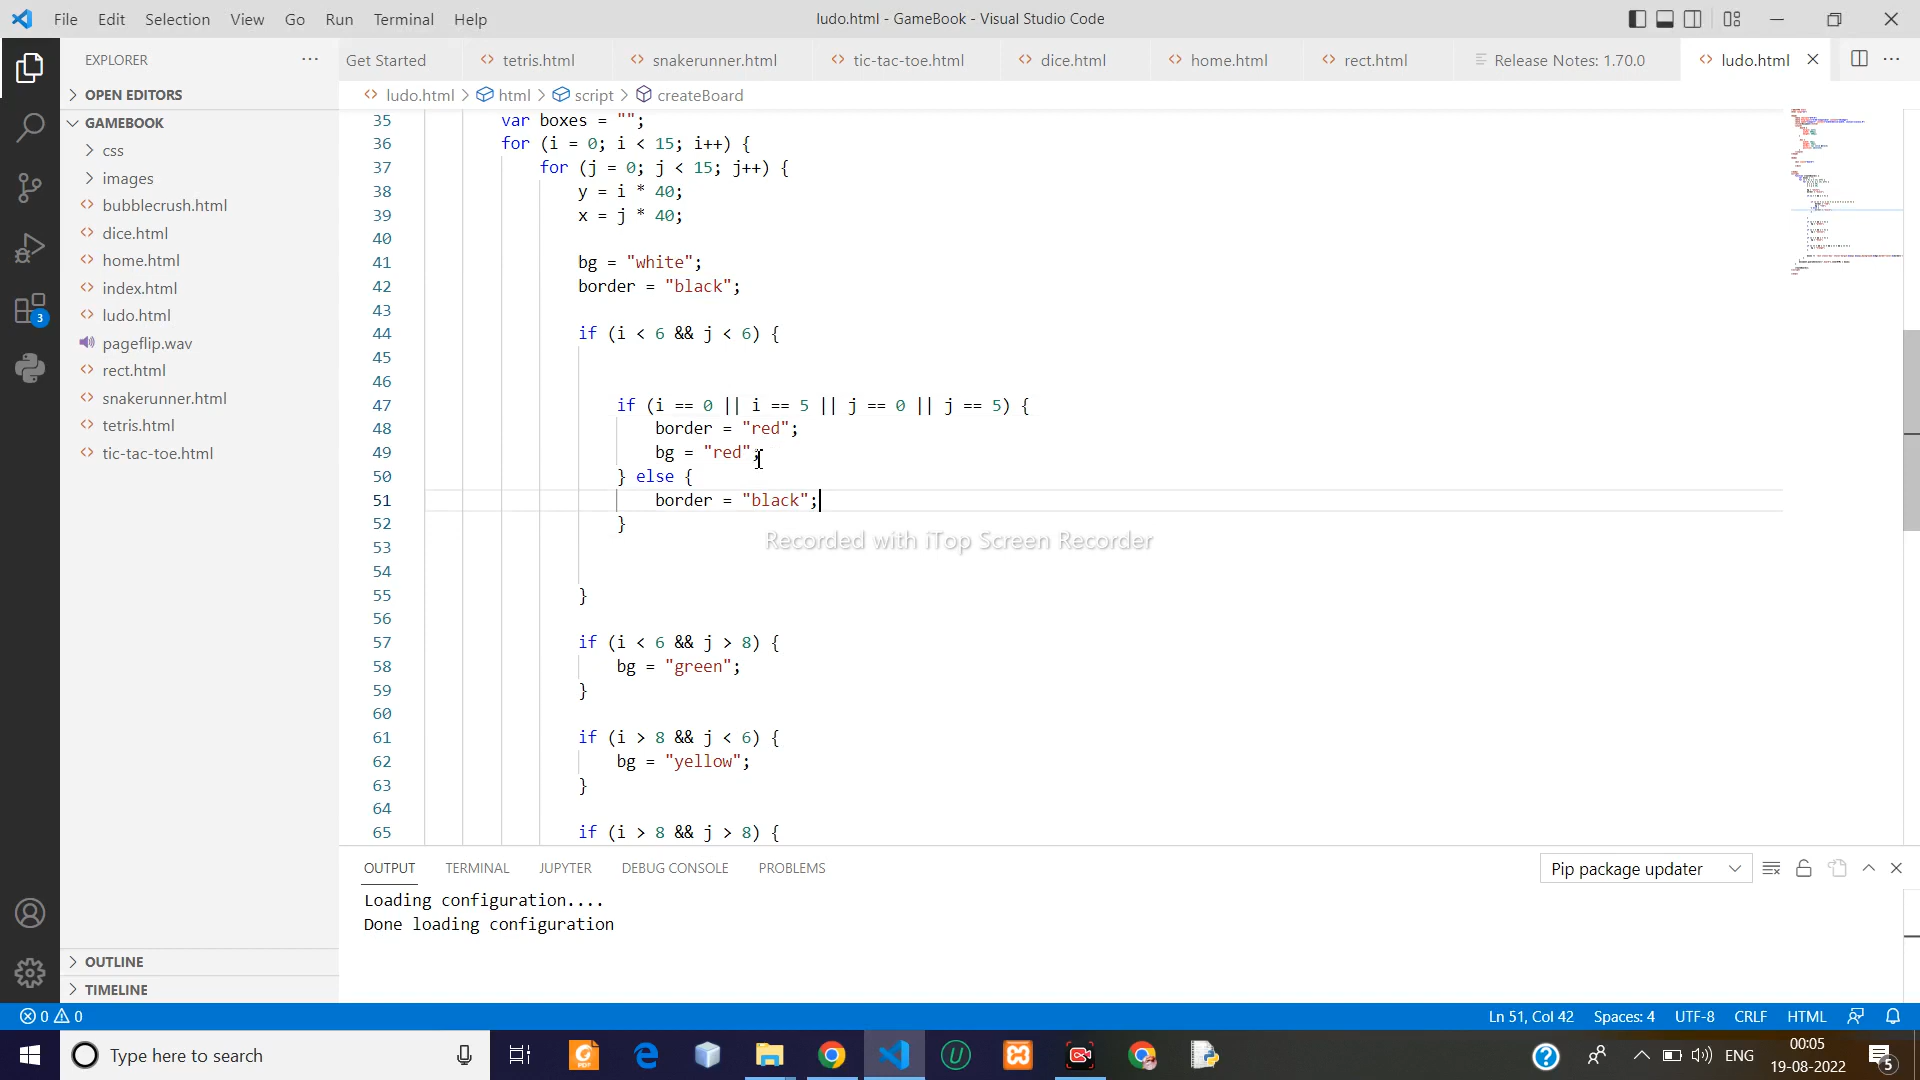 File Edit Selection View Go Run Terminal Help
ludo.html - GameBook - Visual Studio Code
EXPLORER
Get Started
tetris.html
snakerunner.html
tic-tac-toe.html
dice.html
home.html
rect.html
Release Notes: 1.70.0
ludo.html
OPEN EDITORS
GAMEBOOK
css
images
bubblecrush.html
dice.html
home.html
index.html
ludo.html
pageflip.wav
rect.html
snakerunner.html
tetris.html
tic-tac-toe.html
OUTLINE
TIMELINE
3
ludo.html > html > script > createBoard
35 var boxes = "";
36 for (i = 0; i < 15; i++) {
37 for (j = 0; j < 15; j++) {
38 y = i * 40;
39 x = j * 40;
40
41 bg = "white";
42 border = "black";
43
44 if (i < 6 && j < 6) {
45
46
47 if (i == 0 || i == 5 || j == 0 || j == 5) {
48 border = "red";
49 bg = "red";
50 } else {
51 border = "black";
52 }
53
54
55 }
56
57 if (i < 6 && j > 8) {
58 bg = "green";
59 }
60
61 if (i > 8 && j < 6) {
62 bg = "yellow";
63 }
64
65 if (i > 8 && j > 8) {
Recorded with iTop Screen Recorder
OUTPUT TERMINAL JUPYTER DEBUG CONSOLE PROBLEMS
Pip package updater
Loading configuration....
Done loading configuration
0 0
Ln 51, Col 42 Spaces: 4 UTF-8 CRLF HTML
Type here to search
ENG
00:05
19-08-2022
5